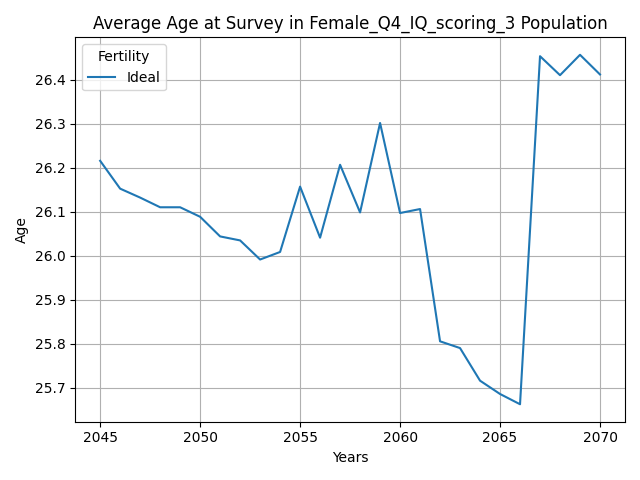 Average Age at Survey in Female_Q4_IQ_scoring_3 Population
Fertility
Ideal
26.4
26.3
26.2
26.1
26.0
25.9
25.8
25.7
Age
2045 2050 2055 2060 2065 2070
Years